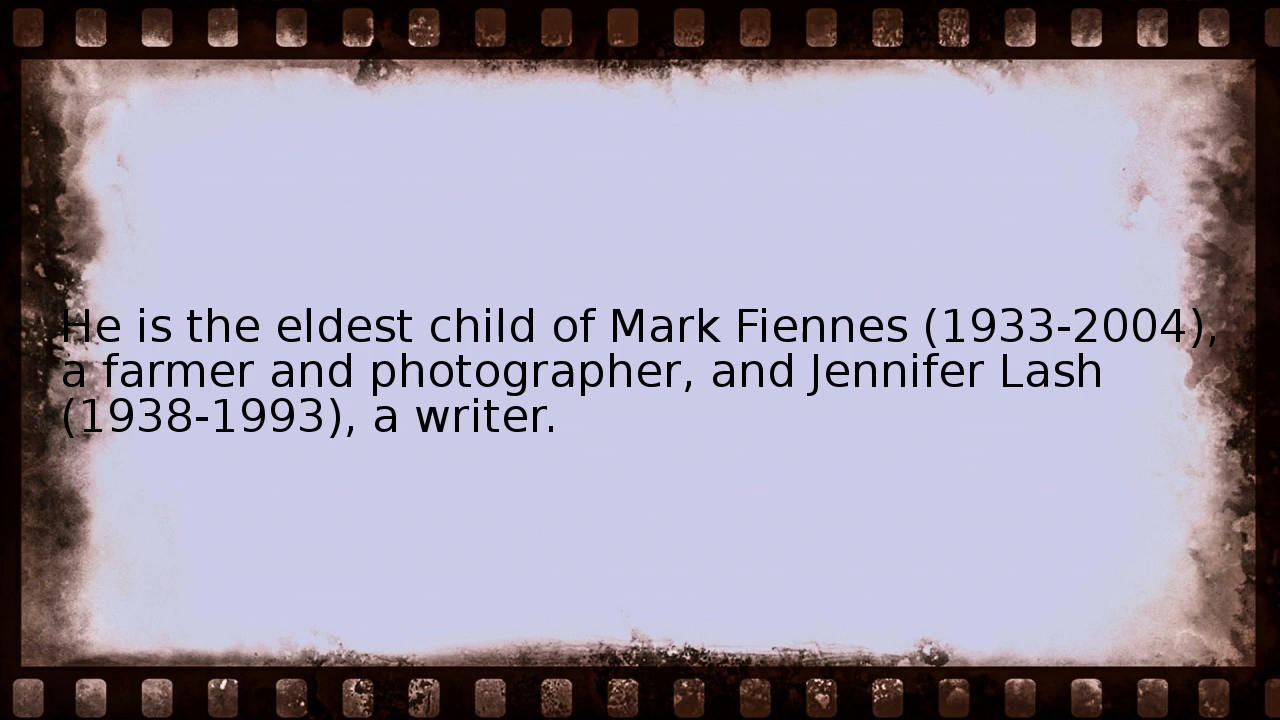 He is the eldest child of Mark Fiennes (1933-2004),
a farmer and photographer, and Jennifer Lash
(1938-1993), a writer.